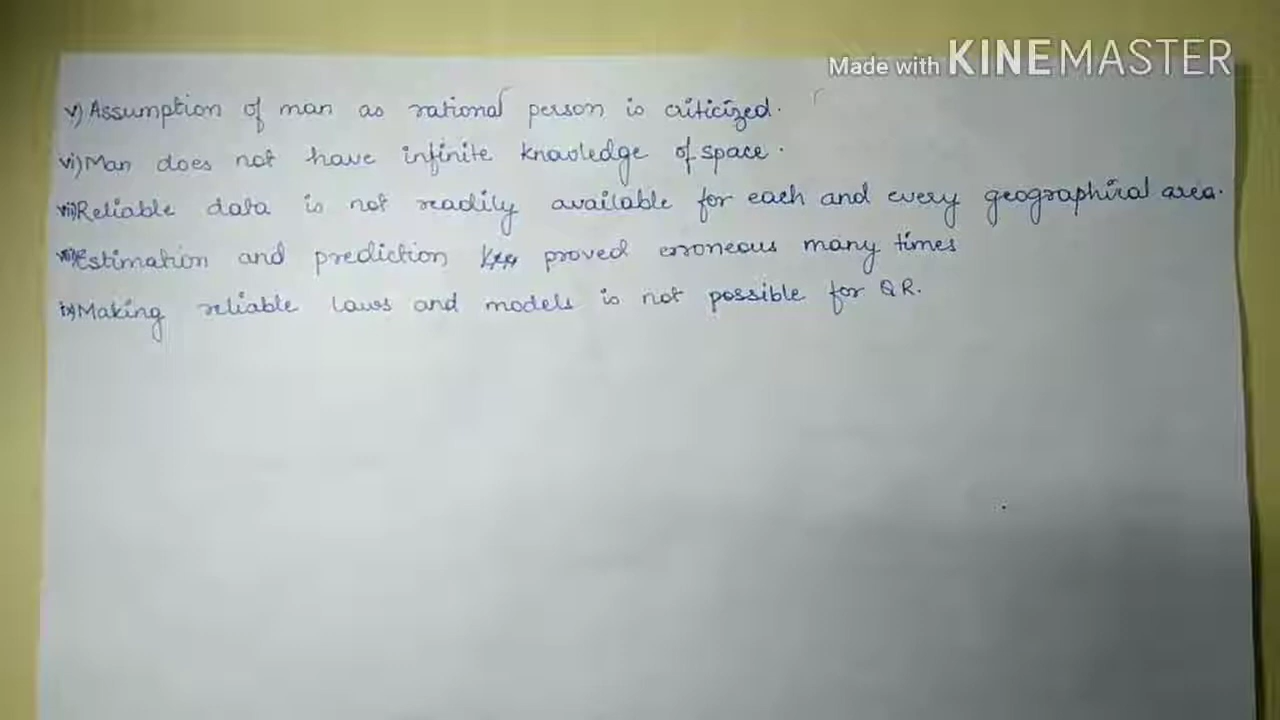 Made with KINEMASTER
v) Assumption of man as rational person is criticized.
vi) Man does not have infinite knowledge of space.
vii) Reliable data is not readily available for each and every geographical area.
viii) Estimation and prediction proved erroneous many times
ix) Making reliable laws and models is not possible for QR.